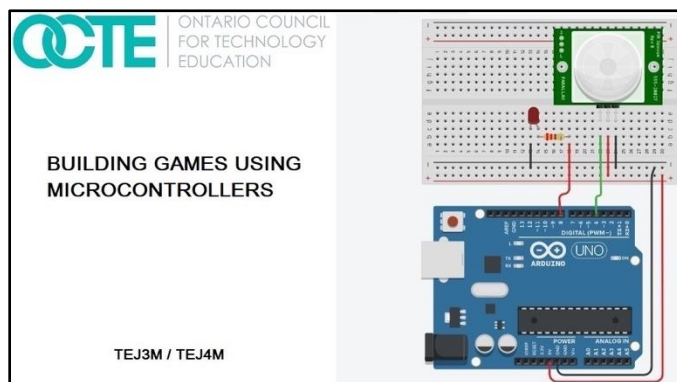 OCTE
ONTARIO COUNCIL
FOR TECHNOLOGY
EDUCATION
BUILDING GAMES USING
MICROCONTROLLERS
TEJ3M / TEJ4M
DIGITAL (PWM~)
UNO
ARDUINO
POWER
ANALOG IN